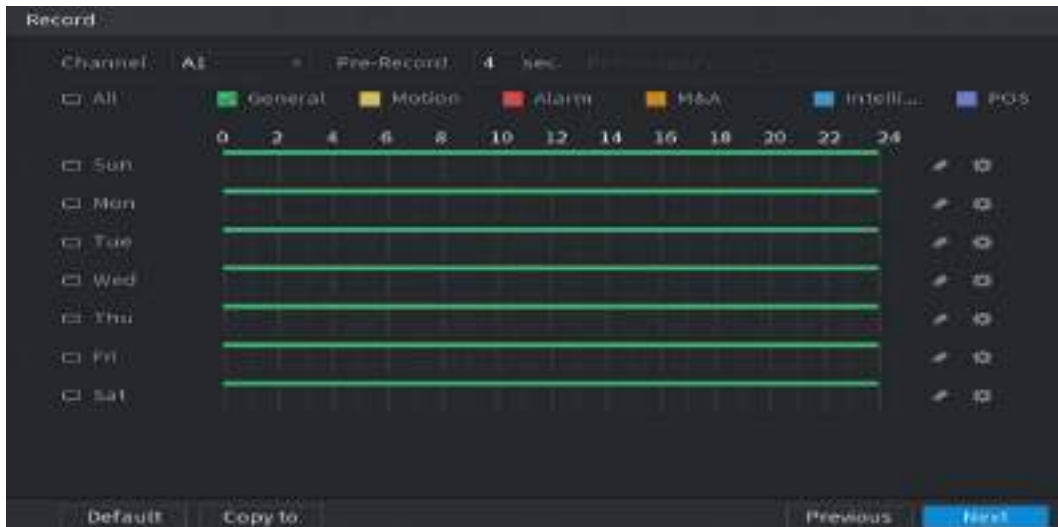 Record
Channel A1 Pre-Record 4 sec.
All General Motion Alarm M&A Intelli... POS
0 2 4 6 8 10 12 14 16 18 20 22 24
Sun
Mon
Tue
Wed
Thu
Fri
Sat
Default Copy to Previous Next